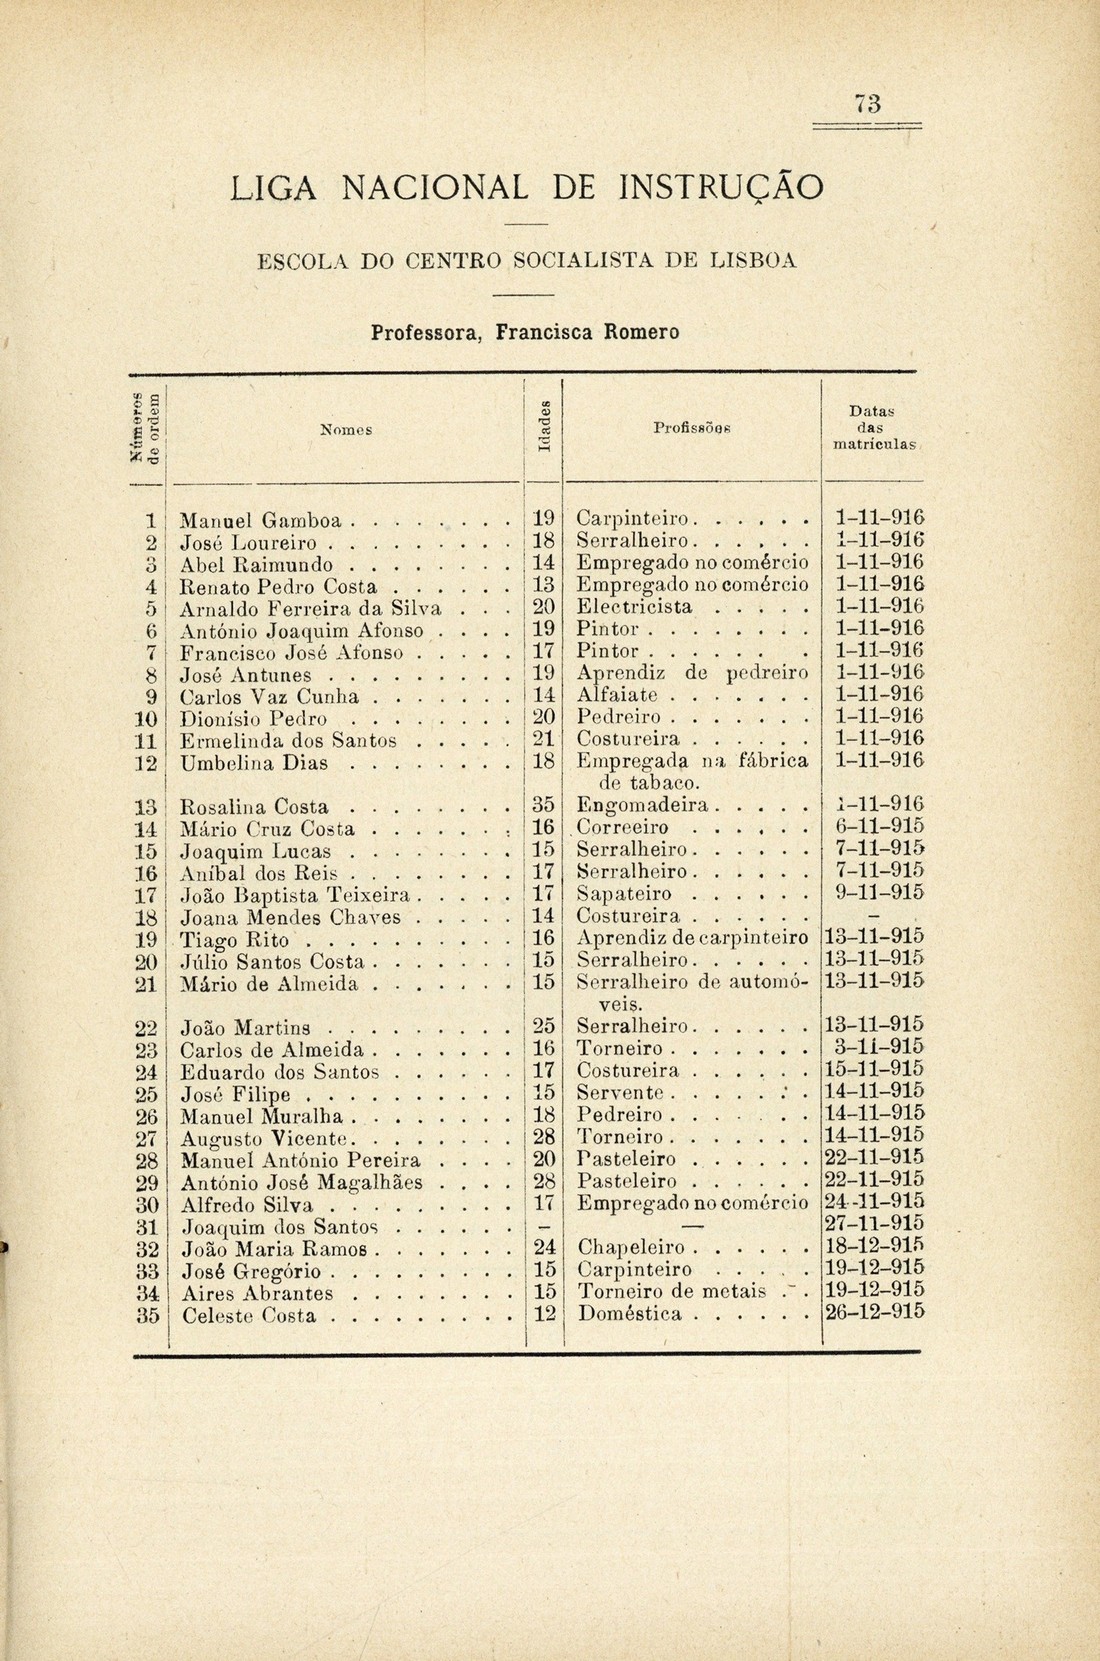 73
LIGA NACIONAL DE INSTRUÇÃO
ESCOLA DO CENTRO SOCIALISTA DE LISBOA
Professora, Francisca Romero
Números de ordem Nomes Idades Profissões Datas das matrículas
1 Manuel Gamboa . . . . . . . . 19 Carpinteiro. . . . . . 1-11-916
2 José Loureiro . . . . . . . . . 18 Serralheiro. . . . . . 1-11-916
3 Abel Raimundo . . . . . . . . 14 Empregado no comércio 1-11-916
4 Renato Pedro Costa . . . . . . 13 Empregado no comércio 1-11-916
5 Arnaldo Ferreira da Silva . . . 20 Electricista . . . . . 1-11-916
6 António Joaquim Afonso . . . . 19 Pintor . . . . . . . . 1-11-916
7 Francisco José Afonso . . . . . 17 Pintor . . . . . . . 1-11-916
8 José Antunes . . . . . . . . . 19 Aprendiz de pedreiro 1-11-916
9 Carlos Vaz Cunha . . . . . . . 14 Alfaiate . . . . . . . 1-11-916
10 Dionísio Pedro . . . . . . . . 20 Pedreiro . . . . . . . 1-11-916
11 Ermelinda dos Santos . . . . . 21 Costureira . . . . . . 1-11-916
12 Umbelina Dias . . . . . . . . 18 Empregada na fábrica 1-11-916
de tabaco.
13 Rosalina Costa . . . . . . . . 35 Engomadeira . . . . . 1-11-916
14 Mário Cruz Costa . . . . . . . 16 Correeiro . . . . . . 6-11-915
15 Joaquim Lucas . . . . . . . . 15 Serralheiro. . . . . . 7-11-915
16 Aníbal dos Reis . . . . . . . . 17 Serralheiro. . . . . . 7-11-915
17 João Baptista Teixeira . . . . . 17 Sapateiro . . . . . . 9-11-915
18 Joana Mendes Chaves . . . . . 14 Costureira . . . . . . –
19 Tiago Rito . . . . . . . . . . 16 Aprendiz de carpinteiro 13-11-915
20 Júlio Santos Costa . . . . . . . 15 Serralheiro. . . . . . 13-11-915
21 Mário de Almeida . . . . . . . 15 Serralheiro de automó- 13-11-915
veis.
22 João Martins . . . . . . . . . 25 Serralheiro. . . . . . 13-11-915
23 Carlos de Almeida . . . . . . . 16 Torneiro . . . . . . . 3-11-915
24 Eduardo dos Santos . . . . . . 17 Costureira . . . . . . 15-11-915
25 José Filipe . . . . . . . . . . 15 Servente . . . . . . . 14-11-915
26 Manuel Muralha . . . . . . . . 18 Pedreiro . . . . . . . 14-11-915
27 Augusto Vicente. . . . . . . . 28 Torneiro . . . . . . . 14-11-915
28 Manuel António Pereira . . . . 20 Pasteleiro . . . . . . 22-11-915
29 António José Magalhães . . . . 28 Pasteleiro . . . . . . 22-11-915
30 Alfredo Silva . . . . . . . . . 17 Empregado no comércio 24-11-915
31 Joaquim dos Santos . . . . . . – — 27-11-915
32 João Maria Ramos . . . . . . . 24 Chapeleiro . . . . . . 18-12-915
33 José Gregório . . . . . . . . . 15 Carpinteiro . . . . . 19-12-915
34 Aires Abrantes . . . . . . . . 15 Torneiro de metais . . 19-12-915
35 Celeste Costa . . . . . . . . . 12 Doméstica . . . . . . 26-12-915